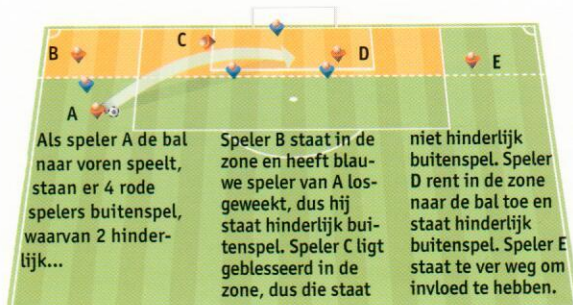 B
C
D
E
A
Als speler A de bal
naar voren speelt,
staan er 4 rode
spelers buitenspel,
waarvan 2 hinder-
lijk...
Speler B staat in de
zone en heeft blau-
we speler van A los-
geweekt, dus hij
staat hinderlijk bui-
tenspel. Speler C ligt
geblesseerd in de
zone, dus die staat
niet hinderlijk
buitenspel. Speler
D rent in de zone
naar de bal toe en
staat hinderlijk
buitenspel. Speler E
staat te ver weg om
invloed te hebben.